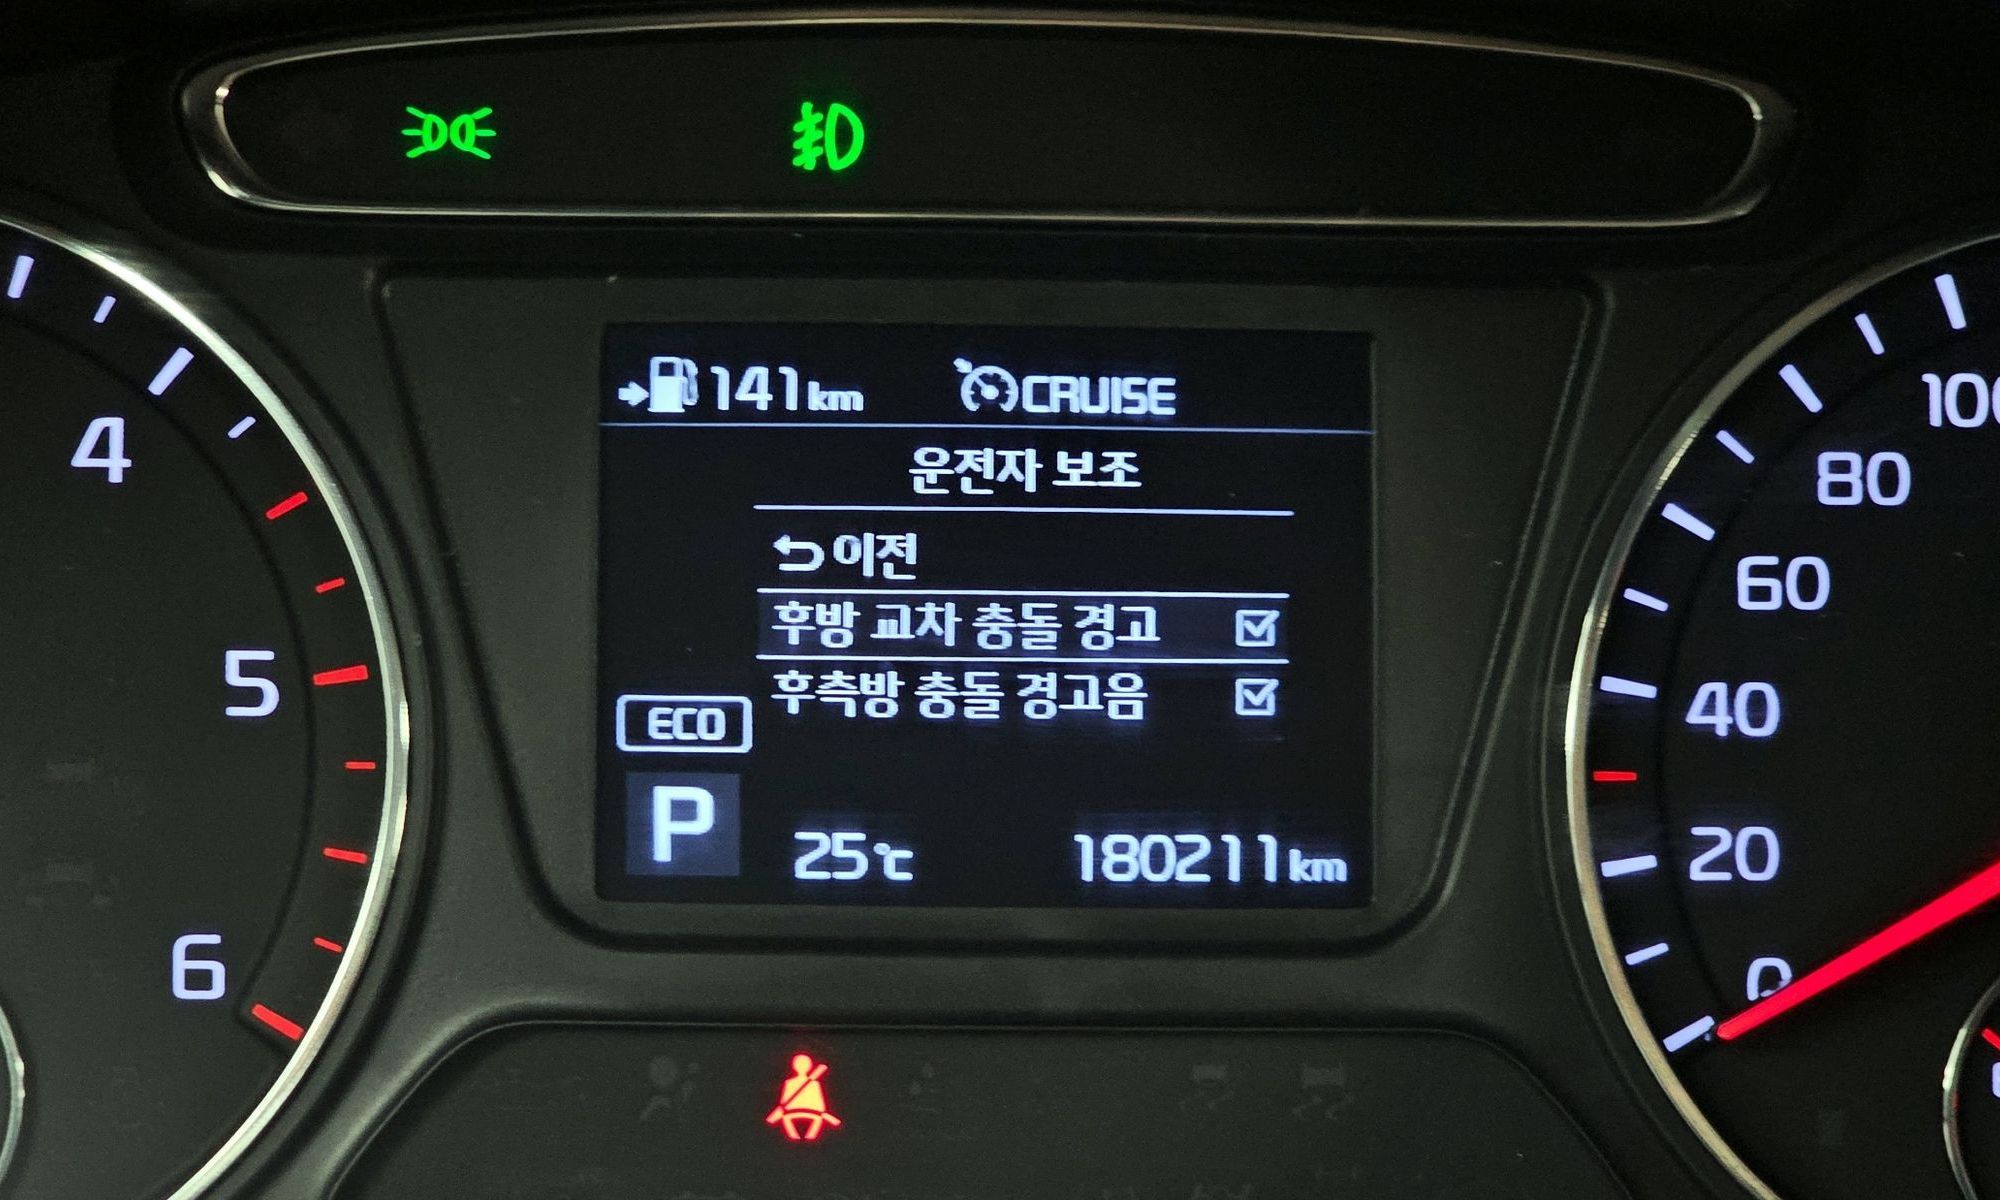 141km CRUISE
운전자 보조
이전
후방 교차 충돌 경고
후측방 충돌 경고음
ECO
P
25℃ 180211km
4
5
6
100
80
60
40
20
0